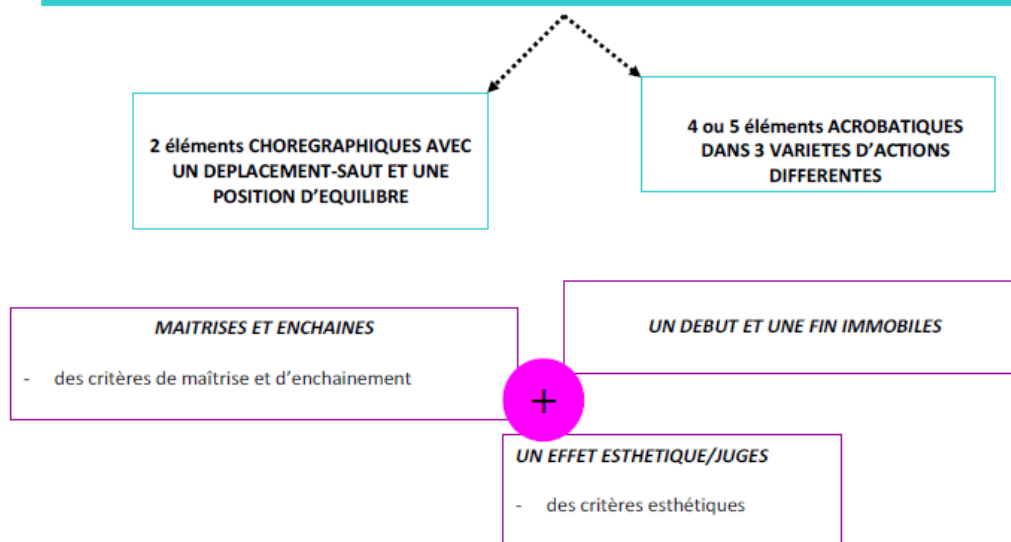 2 éléments CHOREGRAPHIQUES AVEC
UN DEPLACEMENT-SAUT ET UNE
POSITION D'EQUILIBRE
4 ou 5 éléments ACROBATIQUES
DANS 3 VARIETES D'ACTIONS
DIFFERENTES
MAITRISES ET ENCHAINES
- des critères de maîtrise et d'enchainement
UN DEBUT ET UNE FIN IMMOBILES
+
UN EFFET ESTHETIQUE/JUGES
- des critères esthétiques